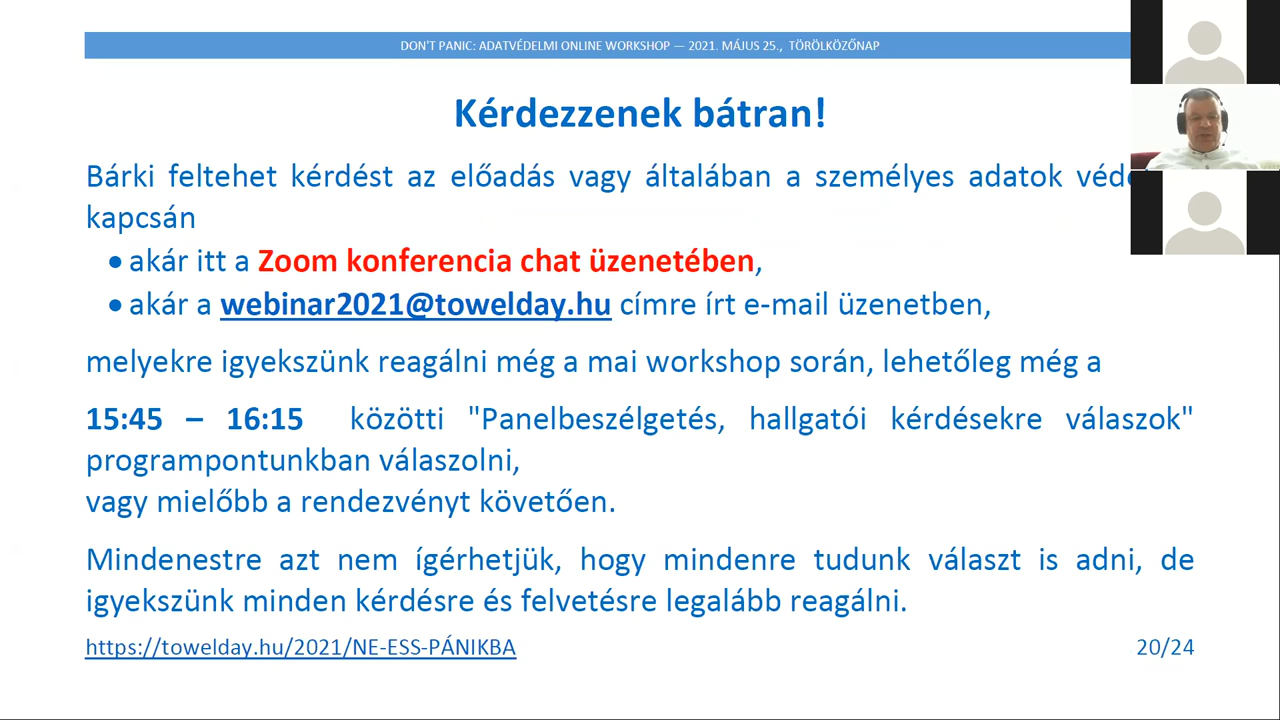 DON'T PANIC: ADATVÉDELMI ONLINE WORKSHOP — 2021. MÁJUS 25., TÖRÖLKÖZŐNAP
Kérdezzenek bátran!
Bárki feltehet kérdést az előadás vagy általában a személyes adatok
kapcsán
• akár itt a Zoom konferencia chat üzenetében,
• akár a webinar2021@towelday.hu címre írt e-mail üzenetben,
melyekre igyekszünk reagálni még a mai workshop során, lehetőleg még a
15:45 – 16:15 közötti "Panelbeszélgetés, hallgatói kérdésekre válaszok"
programpontunkban válaszolni,
vagy mielőbb a rendezvényt követően.
Mindenestre azt nem ígérhetjük, hogy mindenre tudunk választ is adni, de
igyekszünk minden kérdésre és felvetésre legalább reagálni.
https://towelday.hu/2021/NE-ESS-PÁNIKBA
20/24